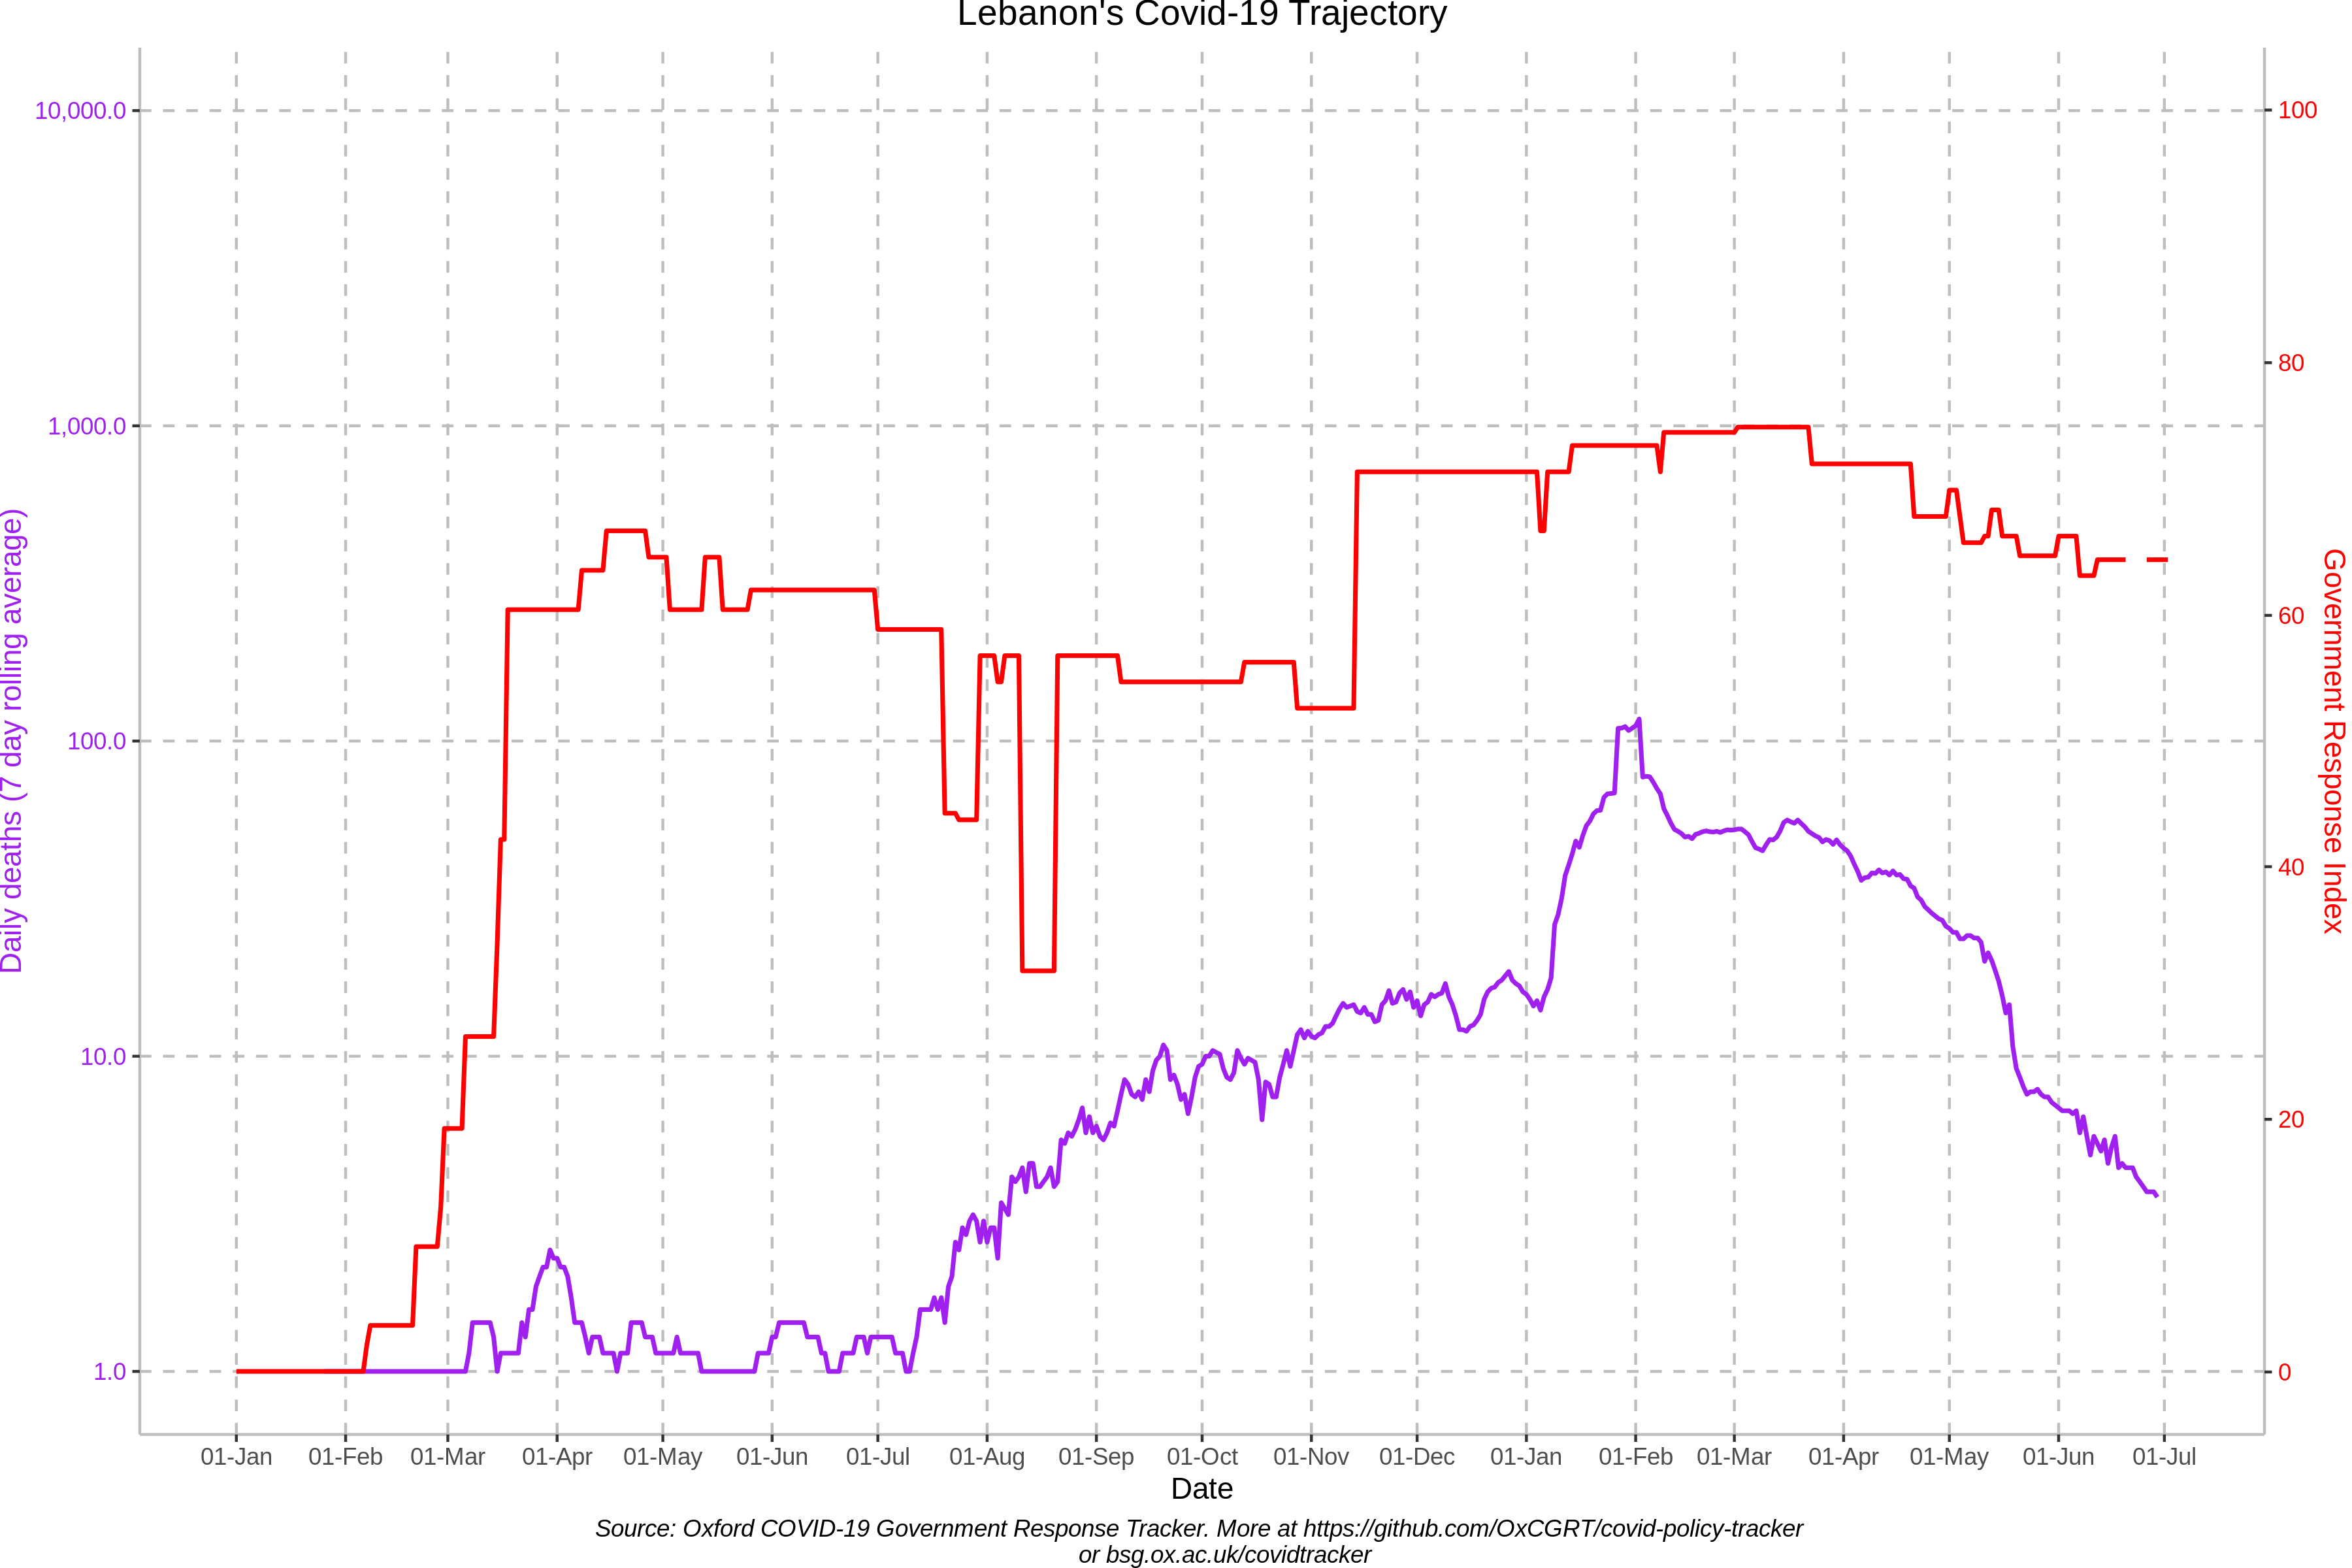 Lebanon's Covid-19 Trajectory
Daily deaths (7 day rolling average)
10,000.0
1,000.0
100.0
10.0
1.0
100
80
60
40
20
0
Government Response Index
01-Jan 01-Feb 01-Mar 01-Apr 01-May 01-Jun 01-Jul 01-Aug 01-Sep 01-Oct 01-Nov 01-Dec 01-Jan 01-Feb 01-Mar 01-Apr 01-May 01-Jun 01-Jul
Date
Source: Oxford COVID-19 Government Response Tracker. More at https://github.com/OxCGRT/covid-policy-tracker
or bsg.ox.ac.uk/covidtracker